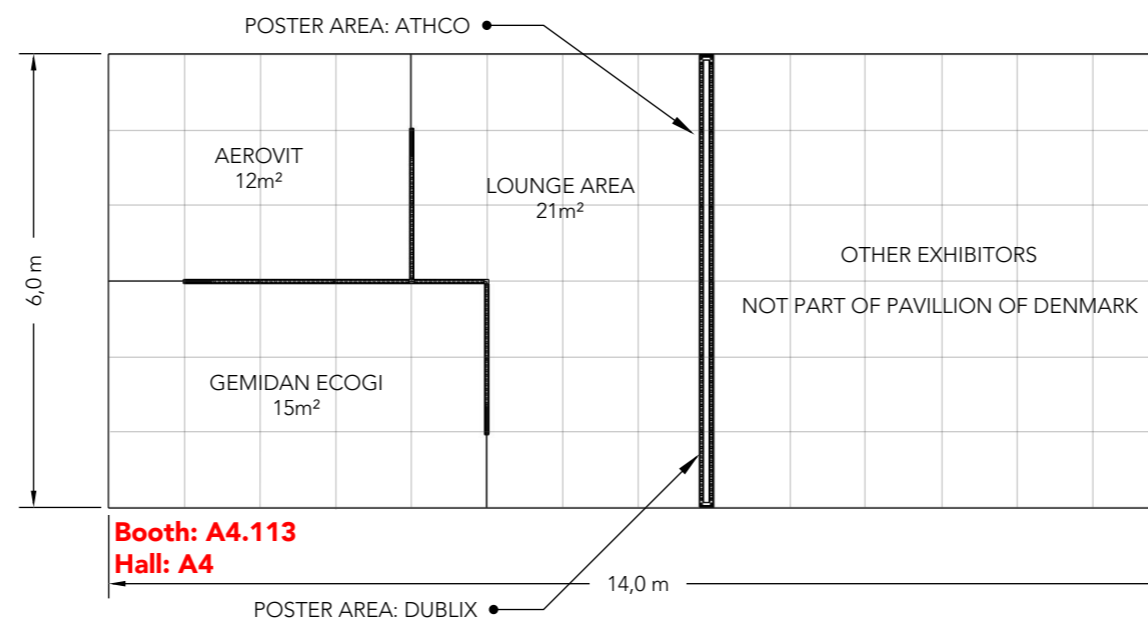 POSTER AREA: ATHCO
AEROVIT
12m²
LOUNGE AREA
21m²
OTHER EXHIBITORS
NOT PART OF PAVILLION OF DENMARK
6,0 m
GEMIDAN ECOGI
15m²
Booth: A4.113
Hall: A4
14,0 m
POSTER AREA: DUBLIX